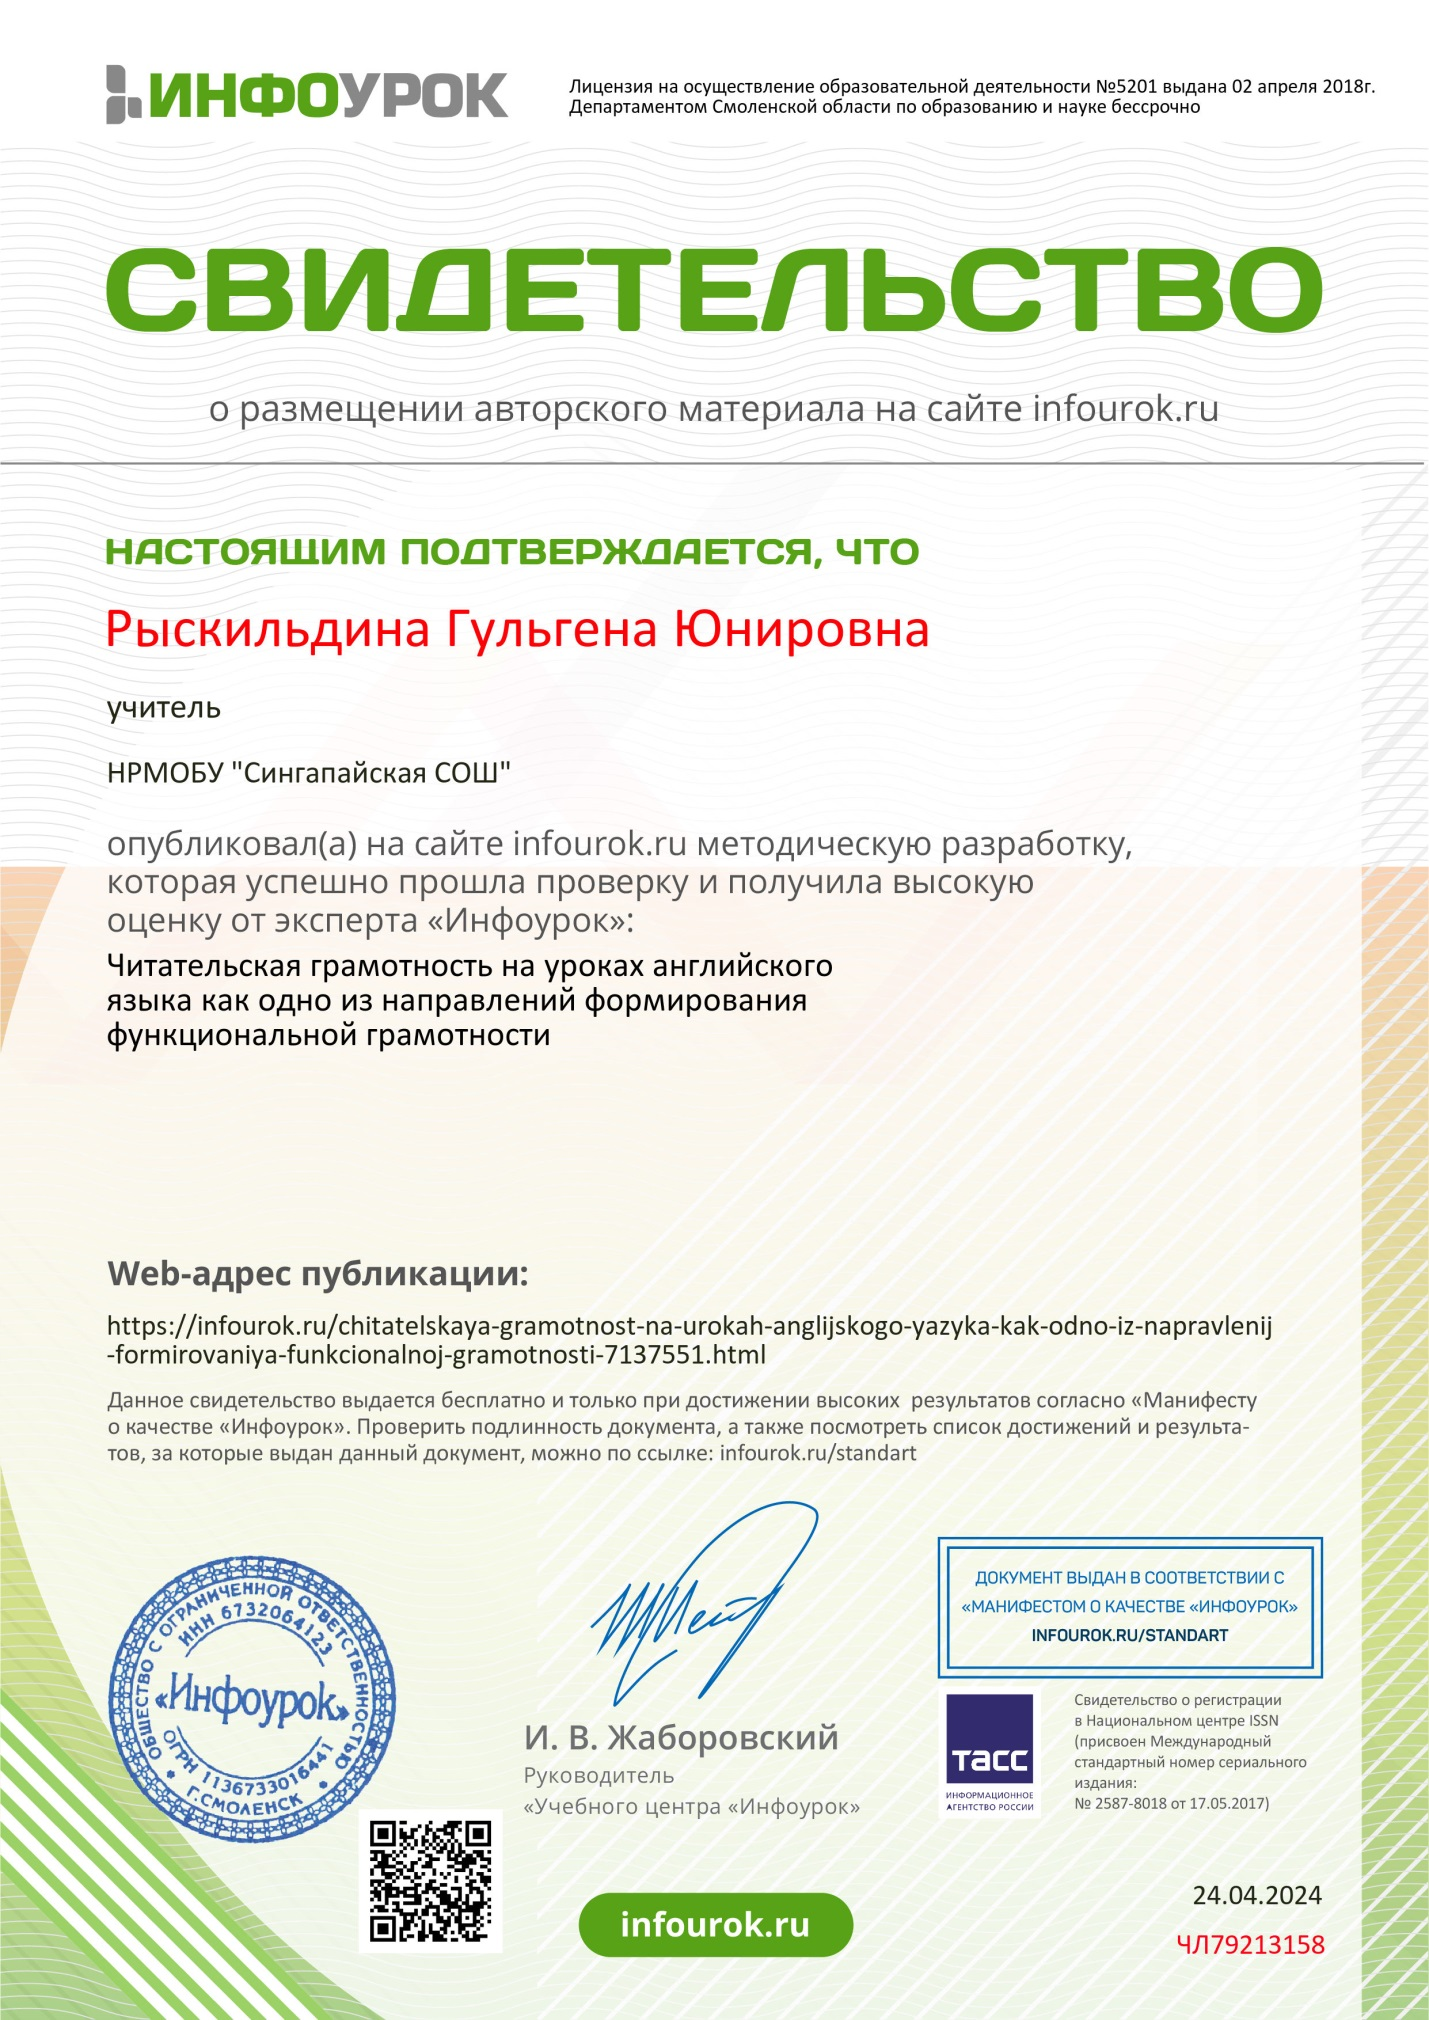 ИНФОУРОК
Лицензия на осуществление образовательной деятельности №5201 выдана 02 апреля 2018г.
Департаментом Смоленской области по образованию и науке бессрочно
СВИДЕТЕЛЬСТВО
о размещении авторского материала на сайте infourok.ru
НАСТОЯЩИМ ПОДТВЕРЖДАЕТСЯ, ЧТО
Рыскильдина Гульгена Юнировна
учитель
НРМОБУ "Сингапайская СОШ"
опубликовал(а) на сайте infourok.ru методическую разработку,
которая успешно прошла проверку и получила высокую
оценку от эксперта «Инфоурок»:
Читательская грамотность на уроках английского
языка как одно из направлений формирования
функциональной грамотности
Web-адрес публикации:
https://infourok.ru/chitatelskaya-gramotnost-na-urokah-anglijskogo-yazyka-kak-odno-iz-napravlenij
-formirovaniya-funkcionalnoj-gramotnosti-7137551.html
Данное свидетельство выдается бесплатно и только при достижении высоких результатов согласно «Манифесту
о качестве «Инфоурок». Проверить подлинность документа, а также посмотреть список достижений и результа-
тов, за которые выдан данный документ, можно по ссылке: infourok.ru/standart
ОБЩЕСТВО С ОГРАНИЧЕННОЙ ОТВЕТСТВЕННОСТЬЮ
ИНН 6732064123
«Инфоурок»
ОГРН 1136733016441
Г.СМОЛЕНСК
И. В. Жаборовский
Руководитель
«Учебного центра «Инфоурок»
ДОКУМЕНТ ВЫДАН В СООТВЕТСТВИИ С
«МАНИФЕСТОМ О КАЧЕСТВЕ «ИНФОУРОК»
INFOUROK.RU/STANDART
ТАСС
ИНФОРМАЦИОННОЕ
АГЕНТСТВО РОССИИ
Свидетельство о регистрации
в Национальном центре ISSN
(присвоен Международный
стандартный номер сериального
издания:
№ 2587-8018 от 17.05.2017)
infourok.ru
24.04.2024
ЧЛ79213158